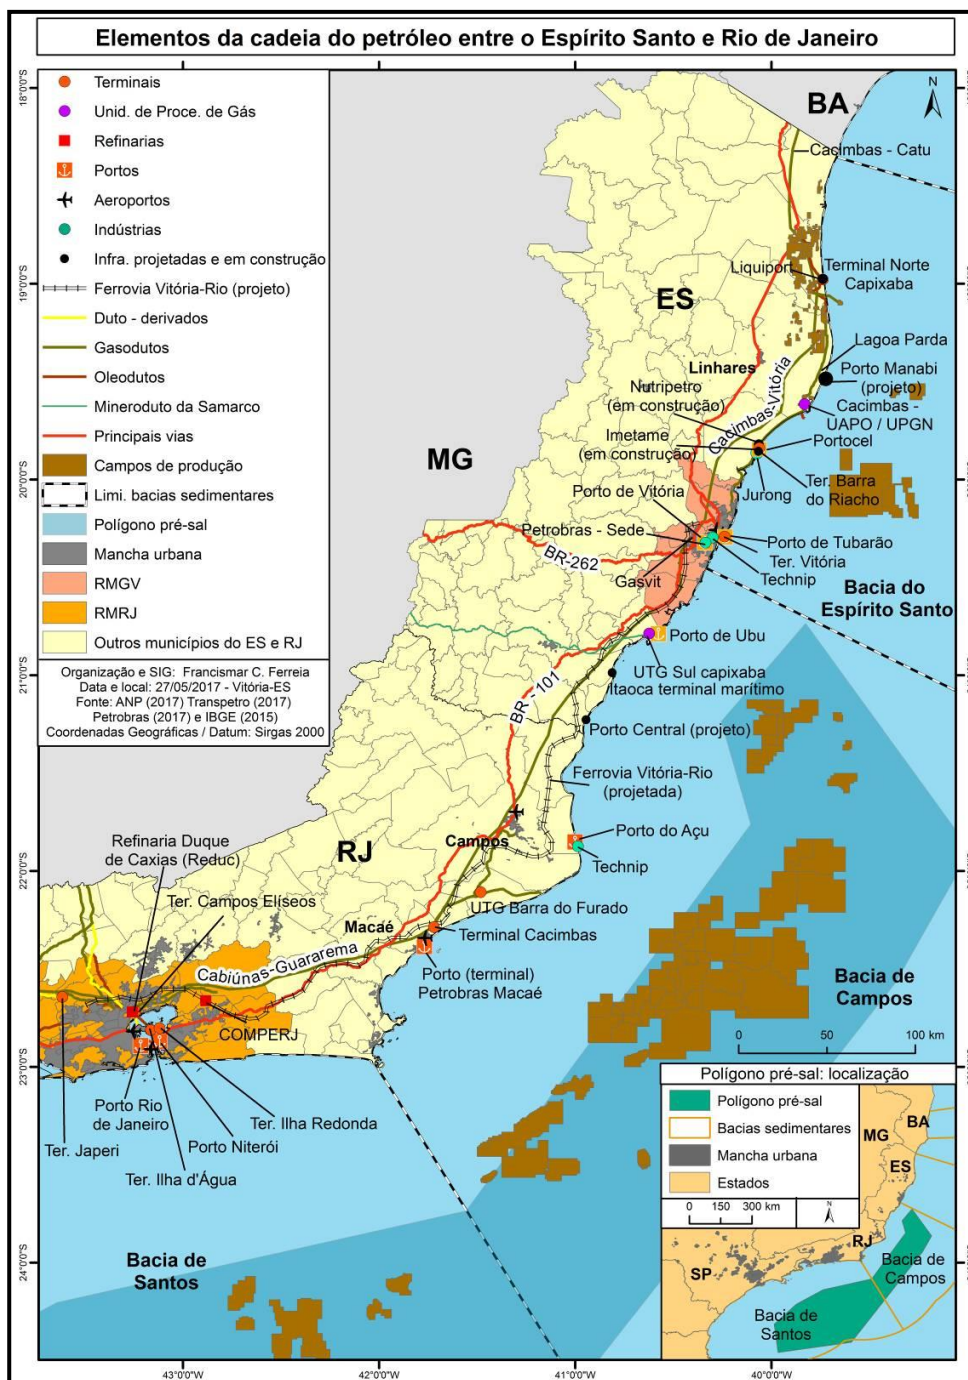 Elementos da cadeia do petróleo entre o Espírito Santo e Rio de Janeiro
Terminais
Unid. de Proce. de Gás
Refinarias
Portos
Aeroportos
Indústrias
Infra. projetadas e em construção
Ferrovia Vitória-Rio (projeto)
Duto - derivados
Gasodutos
Oleodutos
Mineroduto da Samarco
Principais vias
Campos de produção
Limi. bacias sedimentares
Polígono pré-sal
Mancha urbana
RMGV
RMRJ
Outros municípios do ES e RJ
Organização e SIG: Francismar C. Ferreia
Data e local: 27/05/2017 - Vitória-ES
Fonte: ANP (2017) Transpetro (2017)
Petrobras (2017) e IBGE (2015)
Coordenadas Geográficas / Datum: Sirgas 2000
18°0'0"S
19°0'0"S
20°0'0"S
21°0'0"S
22°0'0"S
23°0'0"S
24°0'0"S
N
BA
Cacimbas - Catu
Liquiport
Terminal Norte
Capixaba
ES
Lagoa Parda
Linhares
Porto Manabi
(projeto)
Nutripetro
(em construção)
Cacimbas-Vitória
Cacimbas -
UAPO / UPGN
Imetame
(em construção)
Portocel
MG
Ter. Barra
do Riacho
Jurong
Porto de Vitória
Petrobras - Sede
Porto de Tubarão
BR-262
Ter. Vitória
Gasvit
Technip
Bacia do
Espírito Santo
Porto de Ubu
UTG Sul capixaba
Itaoca terminal marítimo
BR - 101
Porto Central (projeto)
Ferrovia Vitória-Rio
(projetada)
Refinaria Duque
de Caxias (Reduc)
RJ
Campos
Porto do Açu
Technip
Ter. Campos Elíseos
UTG Barra do Furado
Macaé
Terminal Cacimbas
Cabiúnas-Guararema
Porto (terminal)
Petrobras Macaé
Bacia de
Campos
COMPERJ
0 50 100 km
Porto Rio
de Janeiro
Ter. Ilha Redonda
Ter. Japeri
Porto Niterói
Ter. Ilha d'Água
Bacia de
Santos
Polígono pré-sal: localização
Polígono pré-sal
Bacias sedimentares
Mancha urbana
Estados
0 150 300 km
N
MG
BA
ES
RJ
SP
Bacia de
Campos
Bacia de
Santos
43°0'0"W
42°0'0"W
41°0'0"W
40°0'0"W